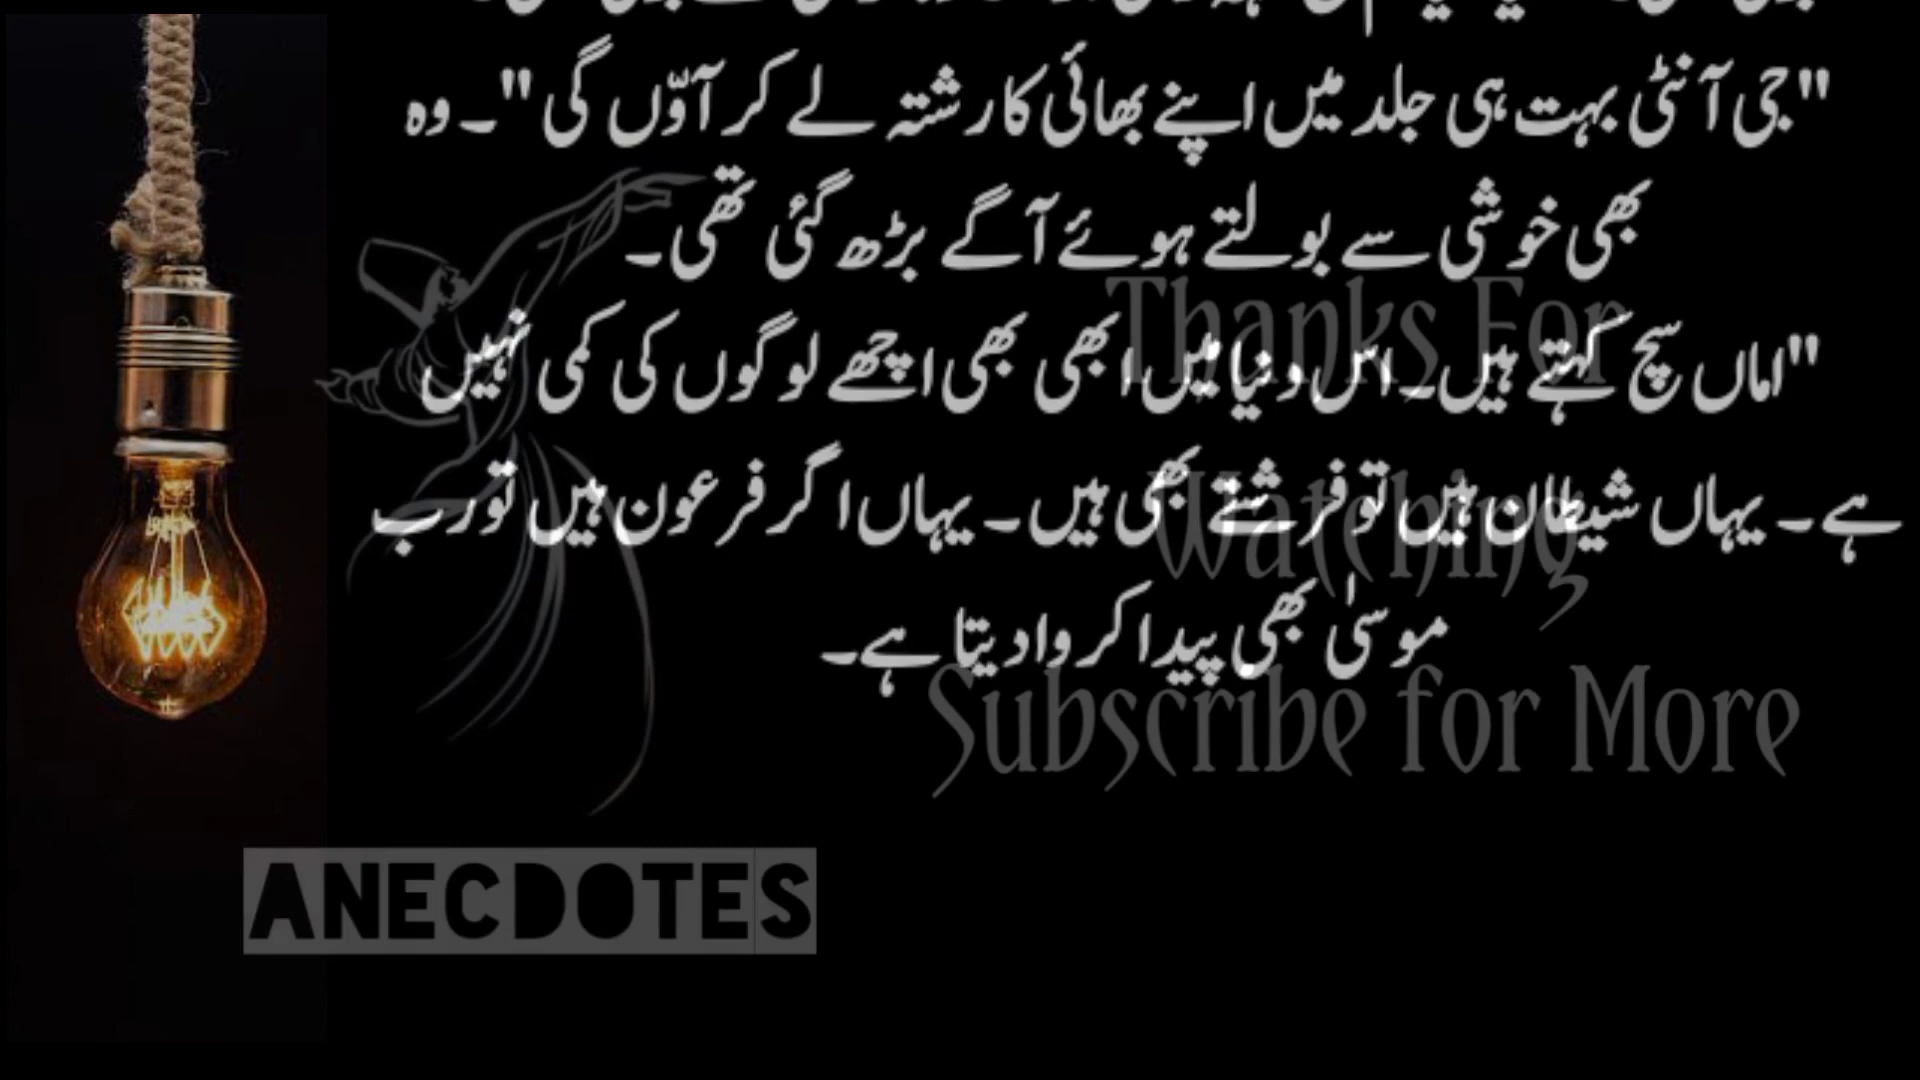 "جی آنٹی بہت ہی جلد میں اپنے بھائی کا رشتہ لے کر آوّں گی"۔ وہ
بھی خوشی سے بولتے ہوئے آگے بڑھ گئی تھی۔
"اماں سچ کہتے ہیں۔ اس دنیا میں ابھی بھی اچھے لوگوں کی کمی نہیں
ہے۔ یہاں شیطان ہیں تو فرشتے بھی ہیں۔ یہاں اگر فرعون ہیں تو رب
موسیٰ بھی پیدا کروا دیتا ہے۔
Thanks For
Watching
Subscribe for More
ANECDOTES